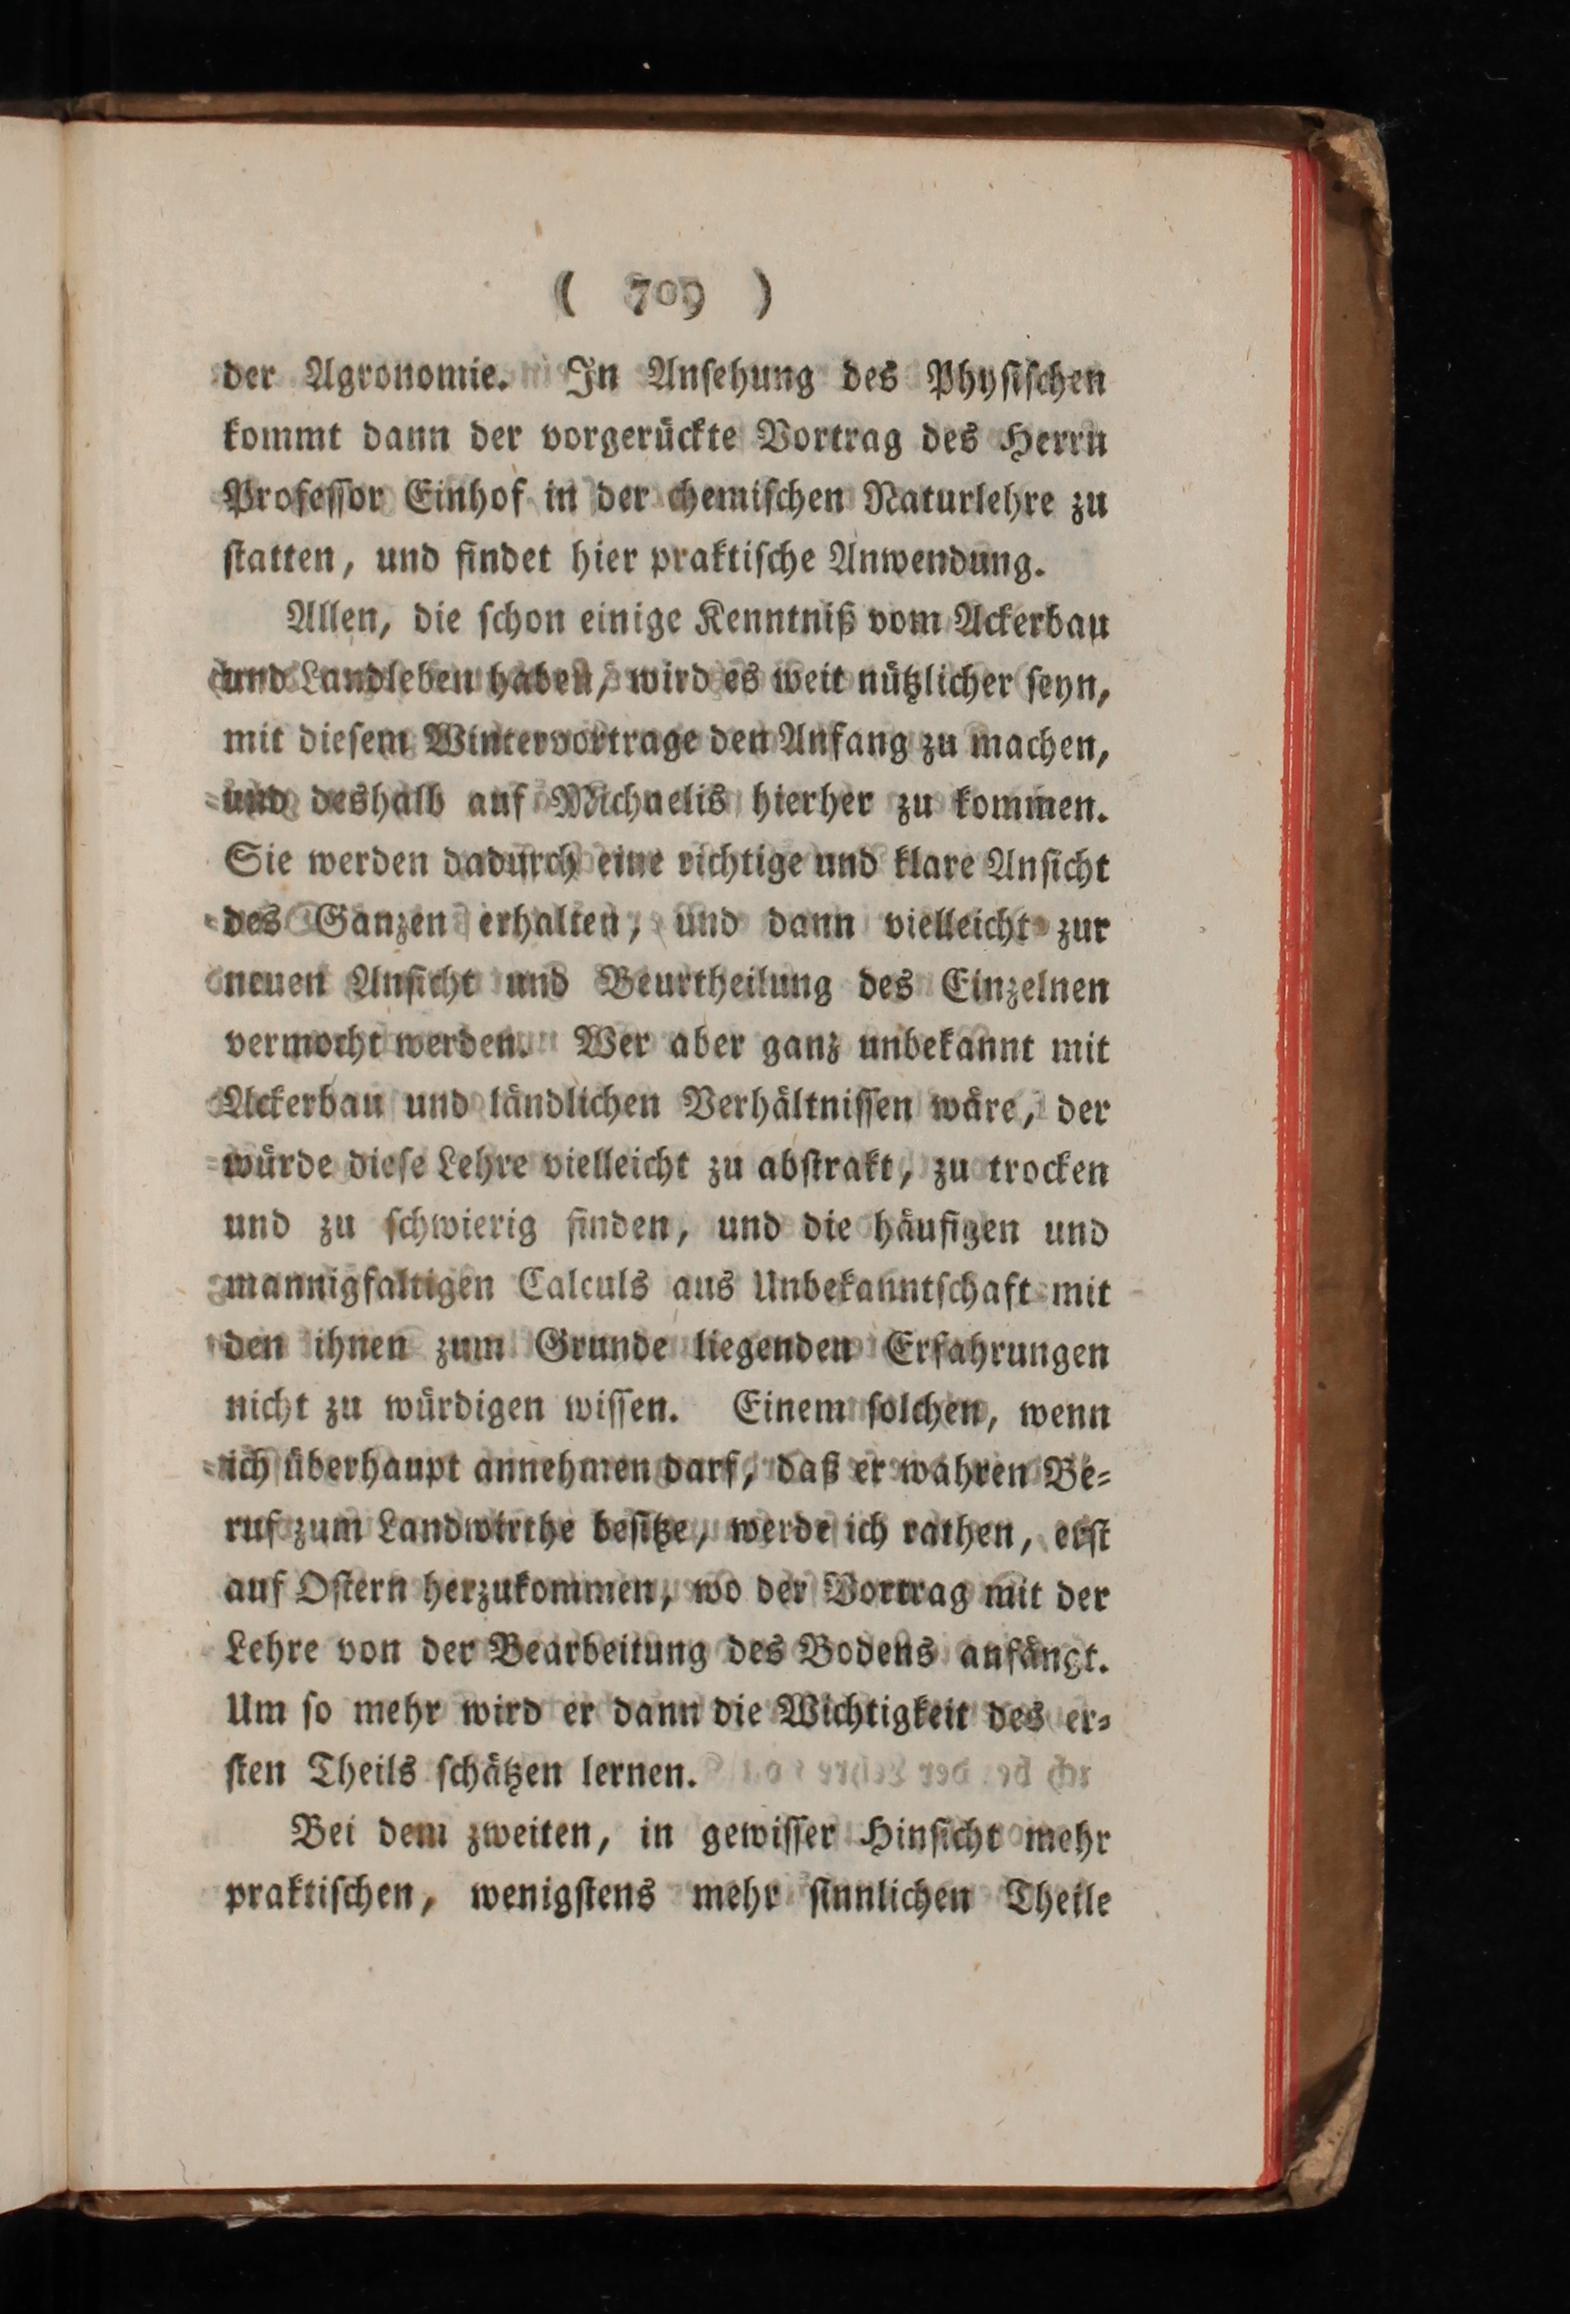 ( 709 )
der Agronomie. In Ansehung des Physischen
kommt dann der vorgerückte Vortrag des Herrn
Professor Einhof in der chemischen Naturlehre zu
statten, und findet hier praktische Anwendung.
Allen, die schon einige Kenntniß vom Ackerbau
und Landleben haben, wird es weit nützlicher seyn,
mit diesem Wintervortrage den Anfang zu machen,
und deshalb auf Michaelis hierher zu kommen.
Sie werden dadurch eine richtige und klare Ansicht
des Ganzen erhalten, und dann vielleicht zur
neuen Ansicht und Beurtheilung des Einzelnen
vermocht werden. Wer aber ganz unbekannt mit
Ackerbau und ländlichen Verhältnissen wäre, der
würde diese Lehre vielleicht zu abstrakt, zu trocken
und zu schwierig finden, und die häufigen und
mannigfaltigen Calculs aus Unbekanntschaft mit
den ihnen zum Grunde liegenden Erfahrungen
nicht zu würdigen wissen. Einem solchen, wenn
ich überhaupt annehmen darf, daß er wahren Be-
ruf zum Landwirthe besitze, werde ich rathen, erst
auf Ostern herzukommen, wo der Vortrag mit der
Lehre von der Bearbeitung des Bodens anfängt.
Um so mehr wird er dann die Wichtigkeit des er-
sten Theils schätzen lernen.
Bei dem zweiten, in gewisser Hinsicht mehr
praktischen, wenigstens mehr sinnlichen Theile